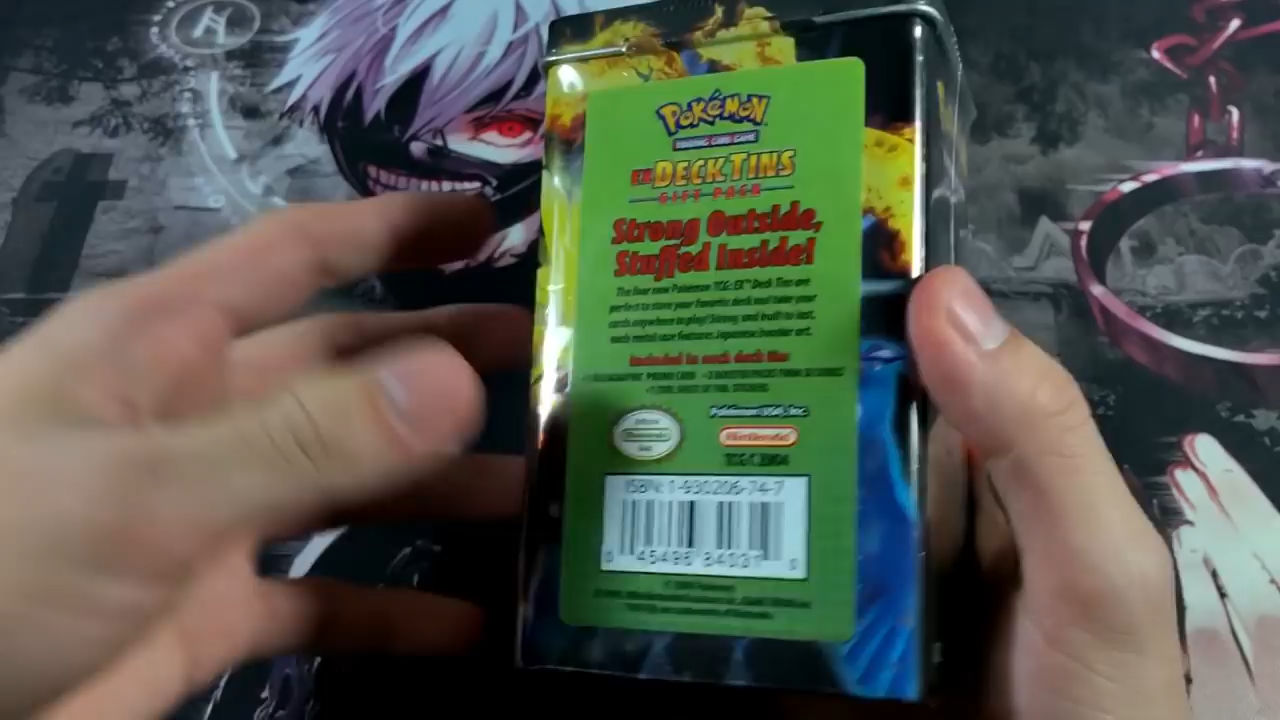 POKéMON
TRADING CARD GAME
EX DECK TINS
GIFT PACK
Strong Outside,
Stuffed Inside!
The four new Pokémon TCG: EX™ Deck Tins are
perfect to store your favorite deck and take your
cards anywhere to play! Strong and built to last,
each metal case features Japanese booster art.
Included in each deck tin:
Pokémon USA, Inc.
Nintendo
Nintendo
ISBN: 1-930206-74-7